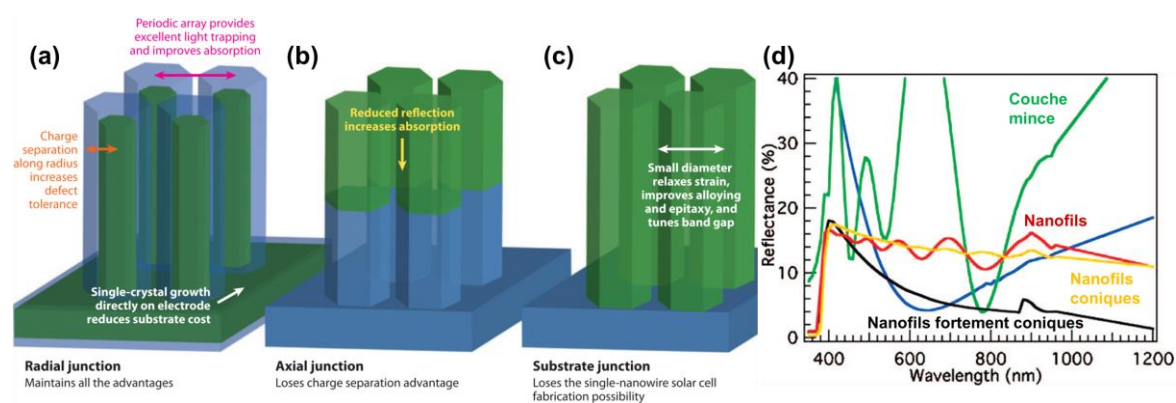 (a)
Periodic array provides
excellent light trapping
and improves absorption
Charge
separation
along radius
increases
defect
tolerance
Single-crystal growth
directly on electrode
reduces substrate cost
Radial junction
Maintains all the advantages
(b)
Reduced reflection
increases absorption
Axial junction
Loses charge separation advantage
(c)
Small diameter
relaxes strain,
improves alloying
and epitaxy, and
tunes band gap
Substrate junction
Loses the single-nanowire solar cell
fabrication possibility
(d)
Reflectance (%)
40
30
20
10
0
Couche
mince
Nanofils
Nanofils
coniques
Nanofils fortement coniques
400 600 800 1000 1200
Wavelength (nm)